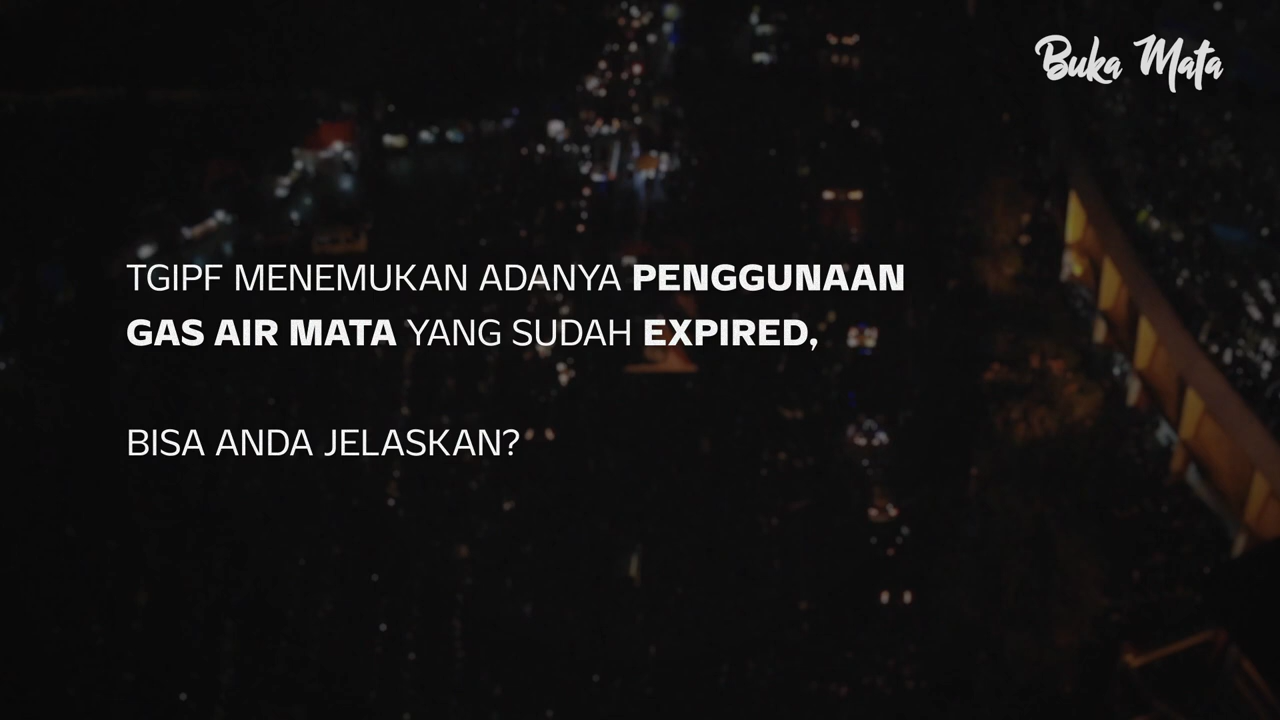 Buka Mata
TGIPF MENEMUKAN ADANYA PENGGUNAAN
GAS AIR MATA YANG SUDAH EXPIRED,
BISA ANDA JELASKAN?